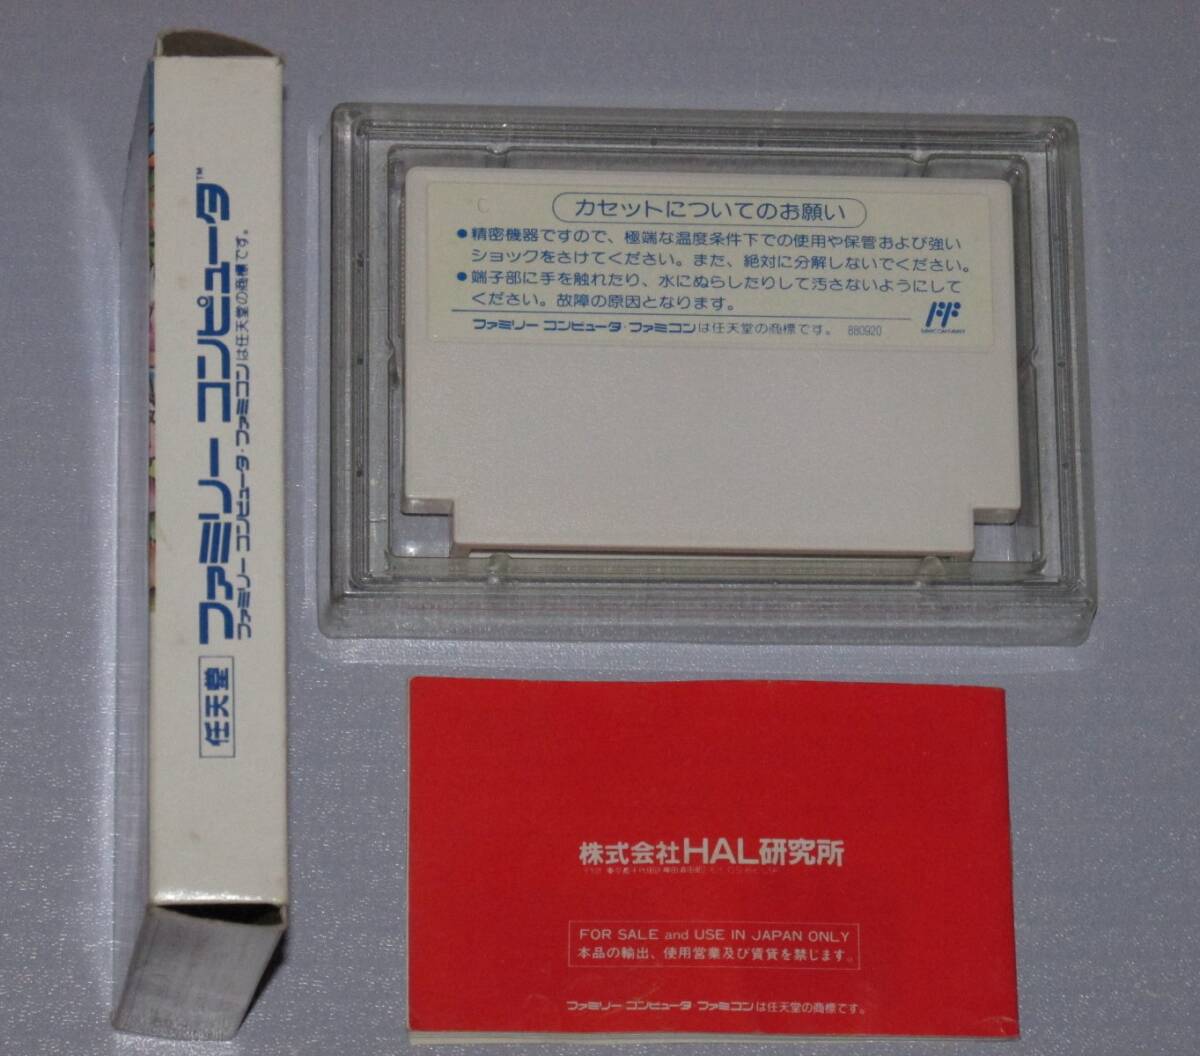 任天堂
ファミリー コンピュータ™
ファミリー コンピュータ・ファミコンは任天堂の商標です。
C
カセットについてのお願い
●精密機器ですので、極端な温度条件下での使用や保管および強い
ショックをさけてください。また、絶対に分解しないでください。
●端子部に手を触れたり、水にぬらしたりして汚さないようにして
ください。故障の原因となります。
ファミリー コンピュータ・ファミコンは任天堂の商標です。 880920
株式会社HAL研究所
FOR SALE and USE IN JAPAN ONLY
本品の輸出、使用営業及び賃貸を禁じます。
ファミリー コンピュータ ファミコンは任天堂の商標です。